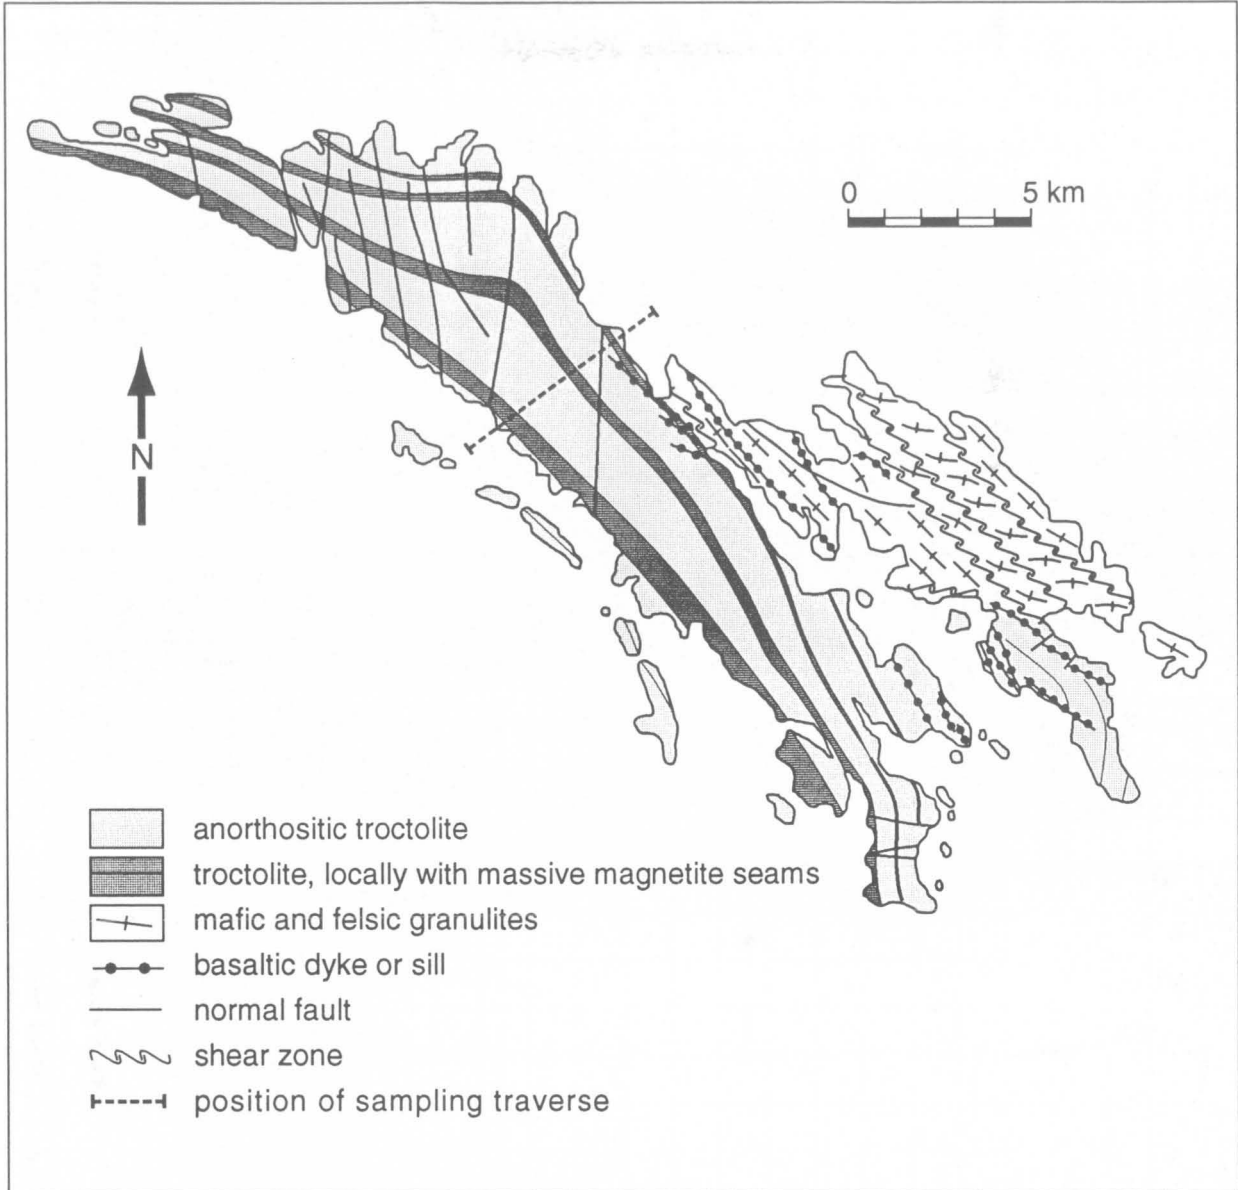 0 5 km
N
anorthositic troctolite
troctolite, locally with massive magnetite seams
mafic and felsic granulites
basaltic dyke or sill
normal fault
shear zone
position of sampling traverse